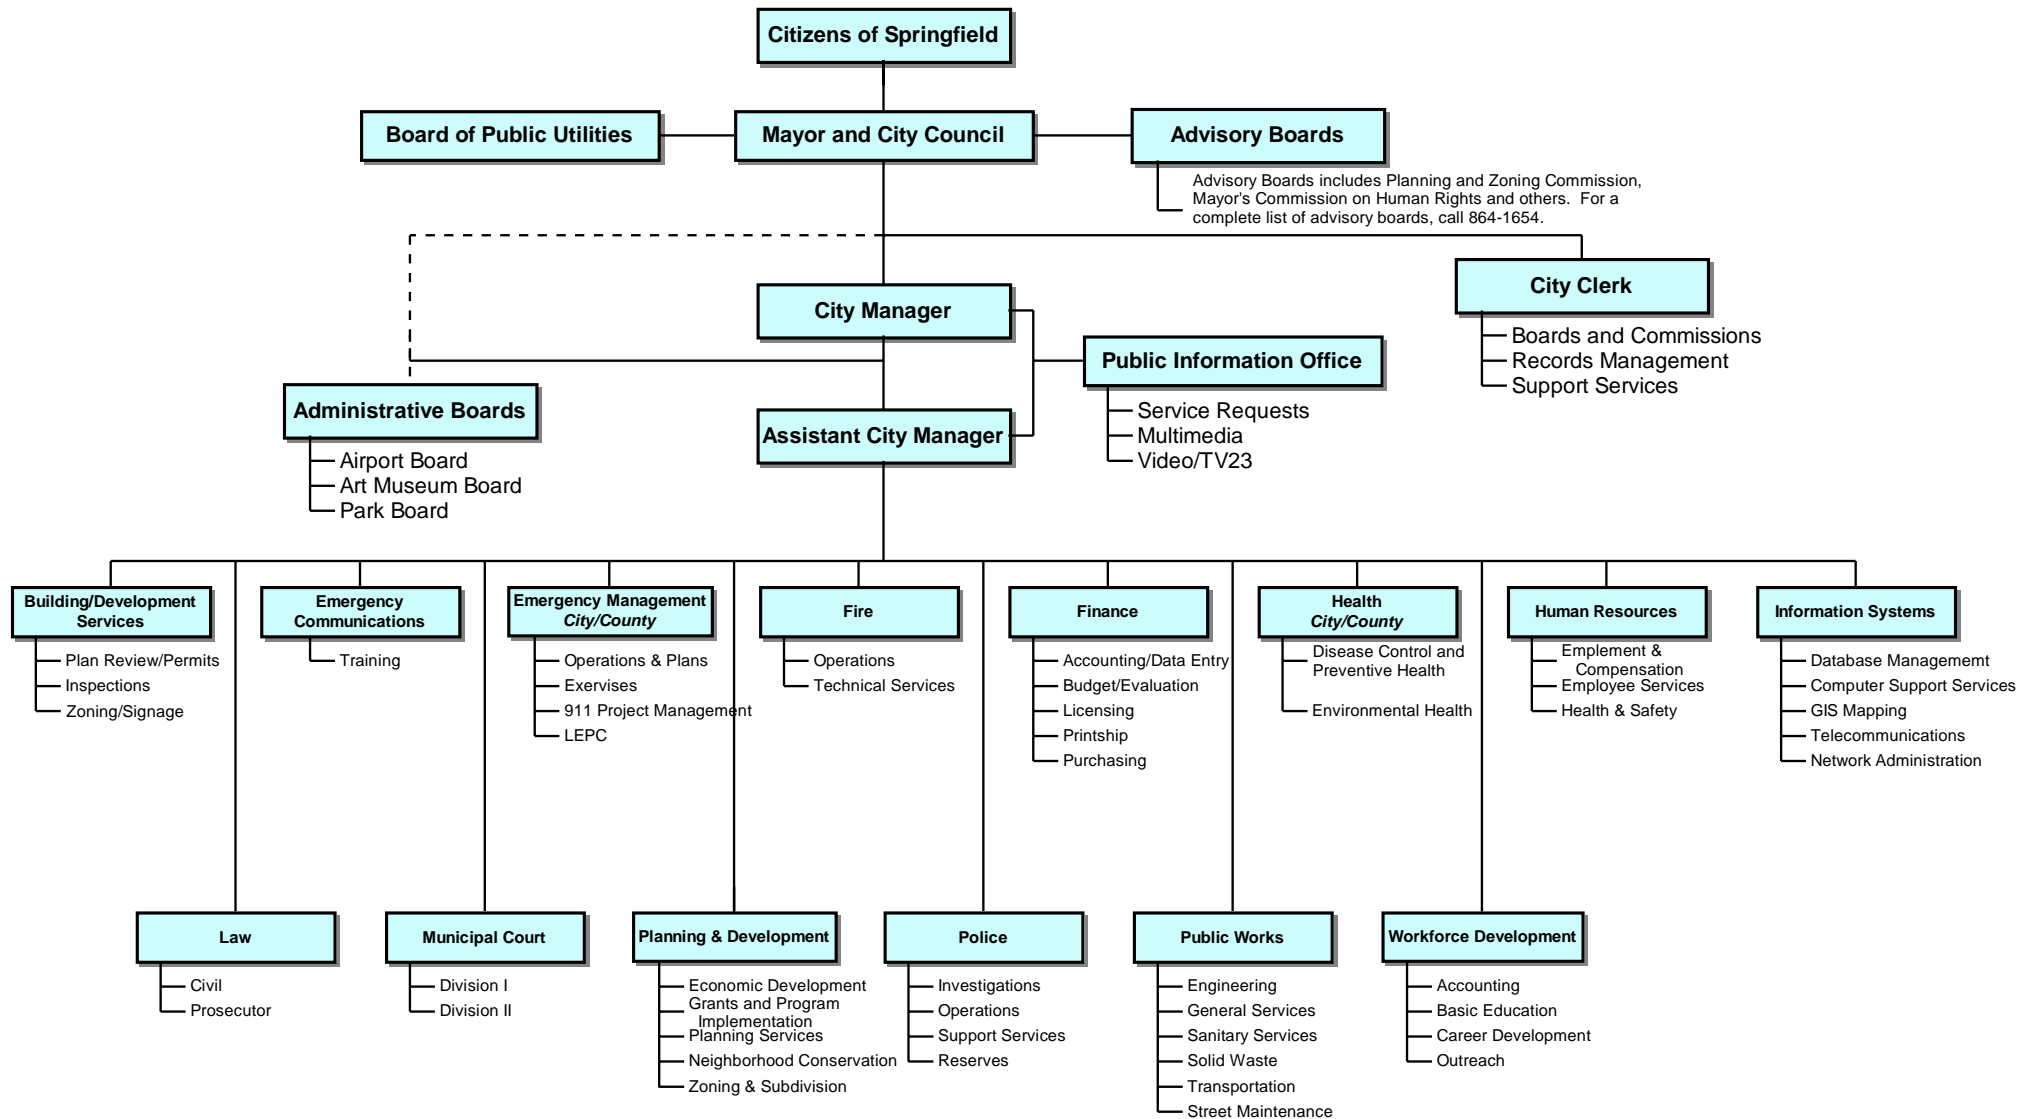 Citizens of Springfield
Board of Public Utilities
Mayor and City Council
Advisory Boards
Advisory Boards includes Planning and Zoning Commission,
Mayor's Commission on Human Rights and others.  For a
complete list of advisory boards, call 864-1654.
City Manager
City Clerk
Boards and Commissions
Records Management
Support Services
Public Information Office
Service Requests
Multimedia
Video/TV23
Administrative Boards
Airport Board
Art Museum Board
Park Board
Assistant City Manager
Building/Development
Services
Plan Review/Permits
Inspections
Zoning/Signage
Emergency
Communications
Training
Emergency Management
City/County
Operations & Plans
Exercises
911 Project Management
LEPC
Fire
Operations
Technical Services
Finance
Accounting/Data Entry
Budget/Evaluation
Licensing
Printship
Purchasing
Health
City/County
Disease Control and
Preventive Health
Environmental Health
Human Resources
Emplement &
Compensation
Employee Services
Health & Safety
Information Systems
Database Managememt
Computer Support Services
GIS Mapping
Telecommunications
Network Administration
Law
Civil
Prosecutor
Municipal Court
Division I
Division II
Planning & Development
Economic Development
Grants and Program
Implementation
Planning Services
Neighborhood Conservation
Zoning & Subdivision
Police
Investigations
Operations
Support Services
Reserves
Public Works
Engineering
General Services
Sanitary Services
Solid Waste
Transportation
Street Maintenance
Workforce Development
Accounting
Basic Education
Career Development
Outreach